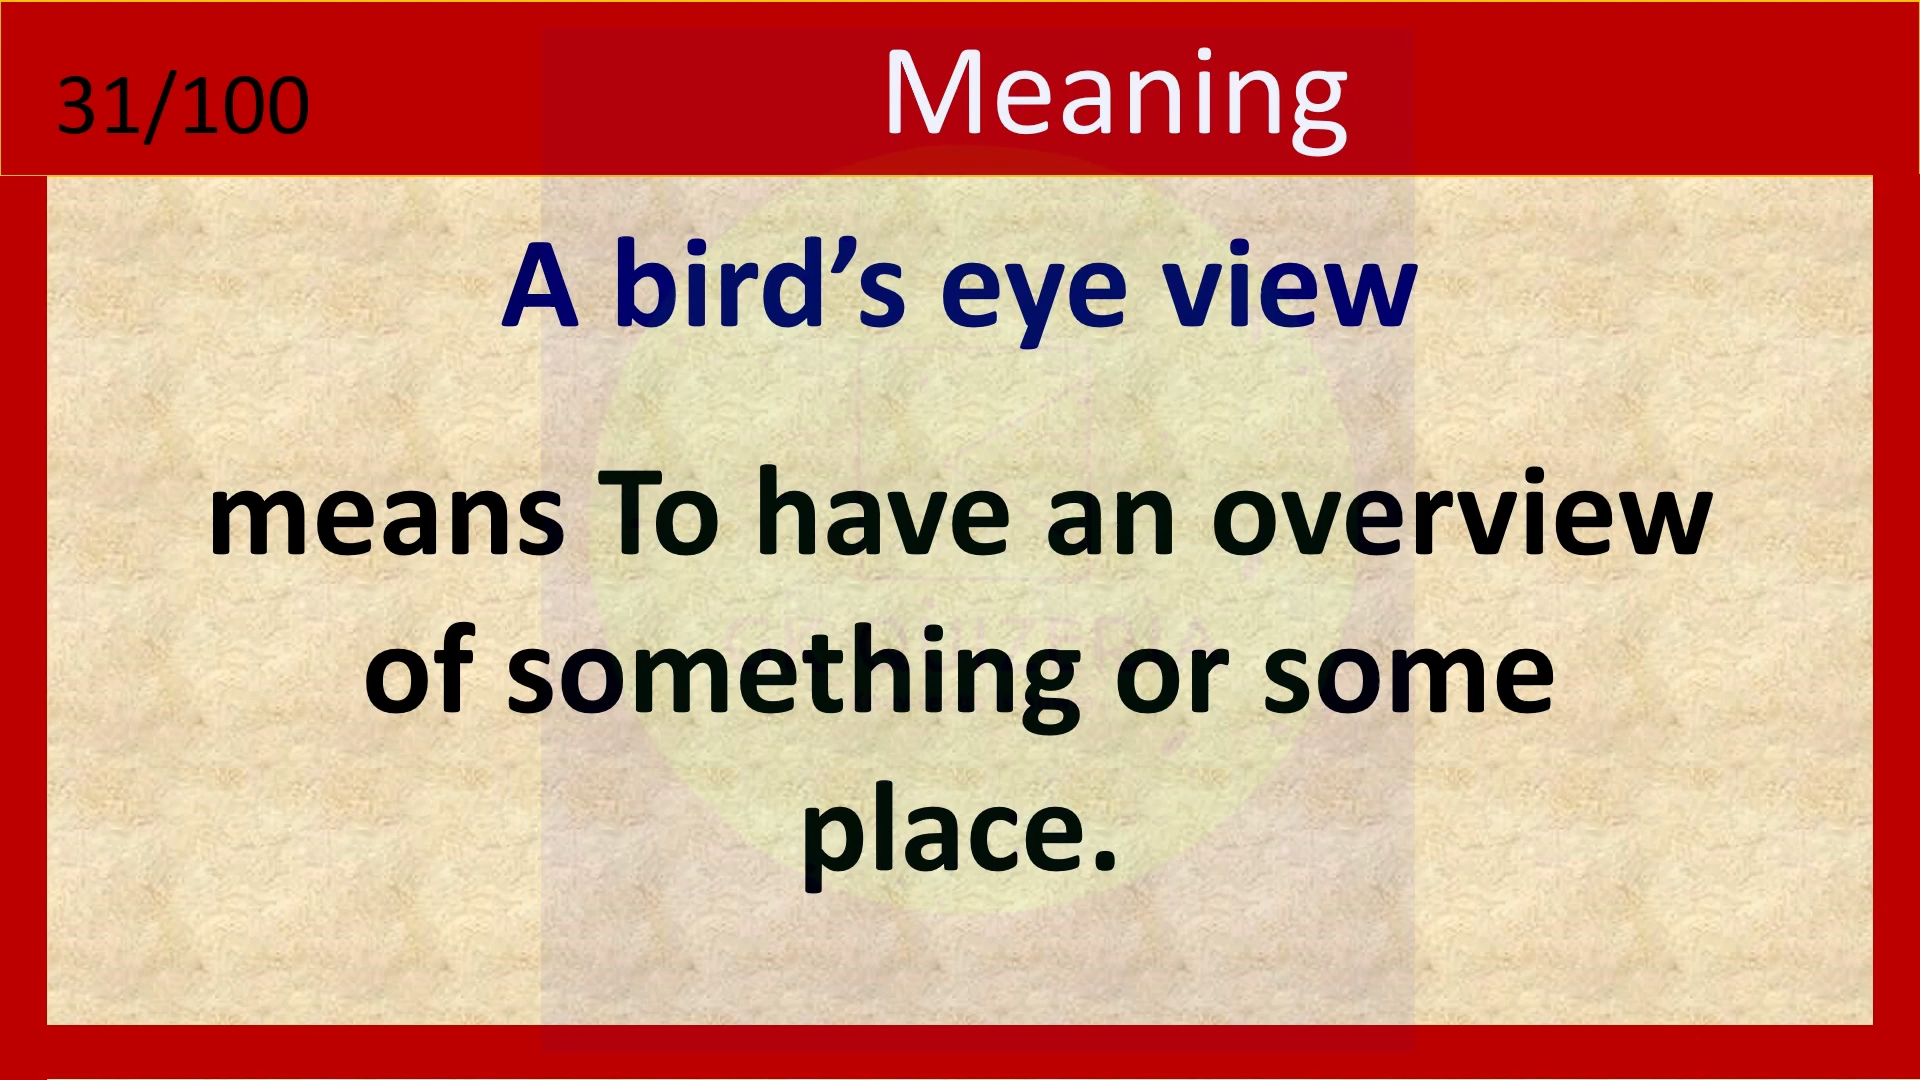 31/100
Meaning
A bird’s eye view
means To have an overview
of something or some
place.